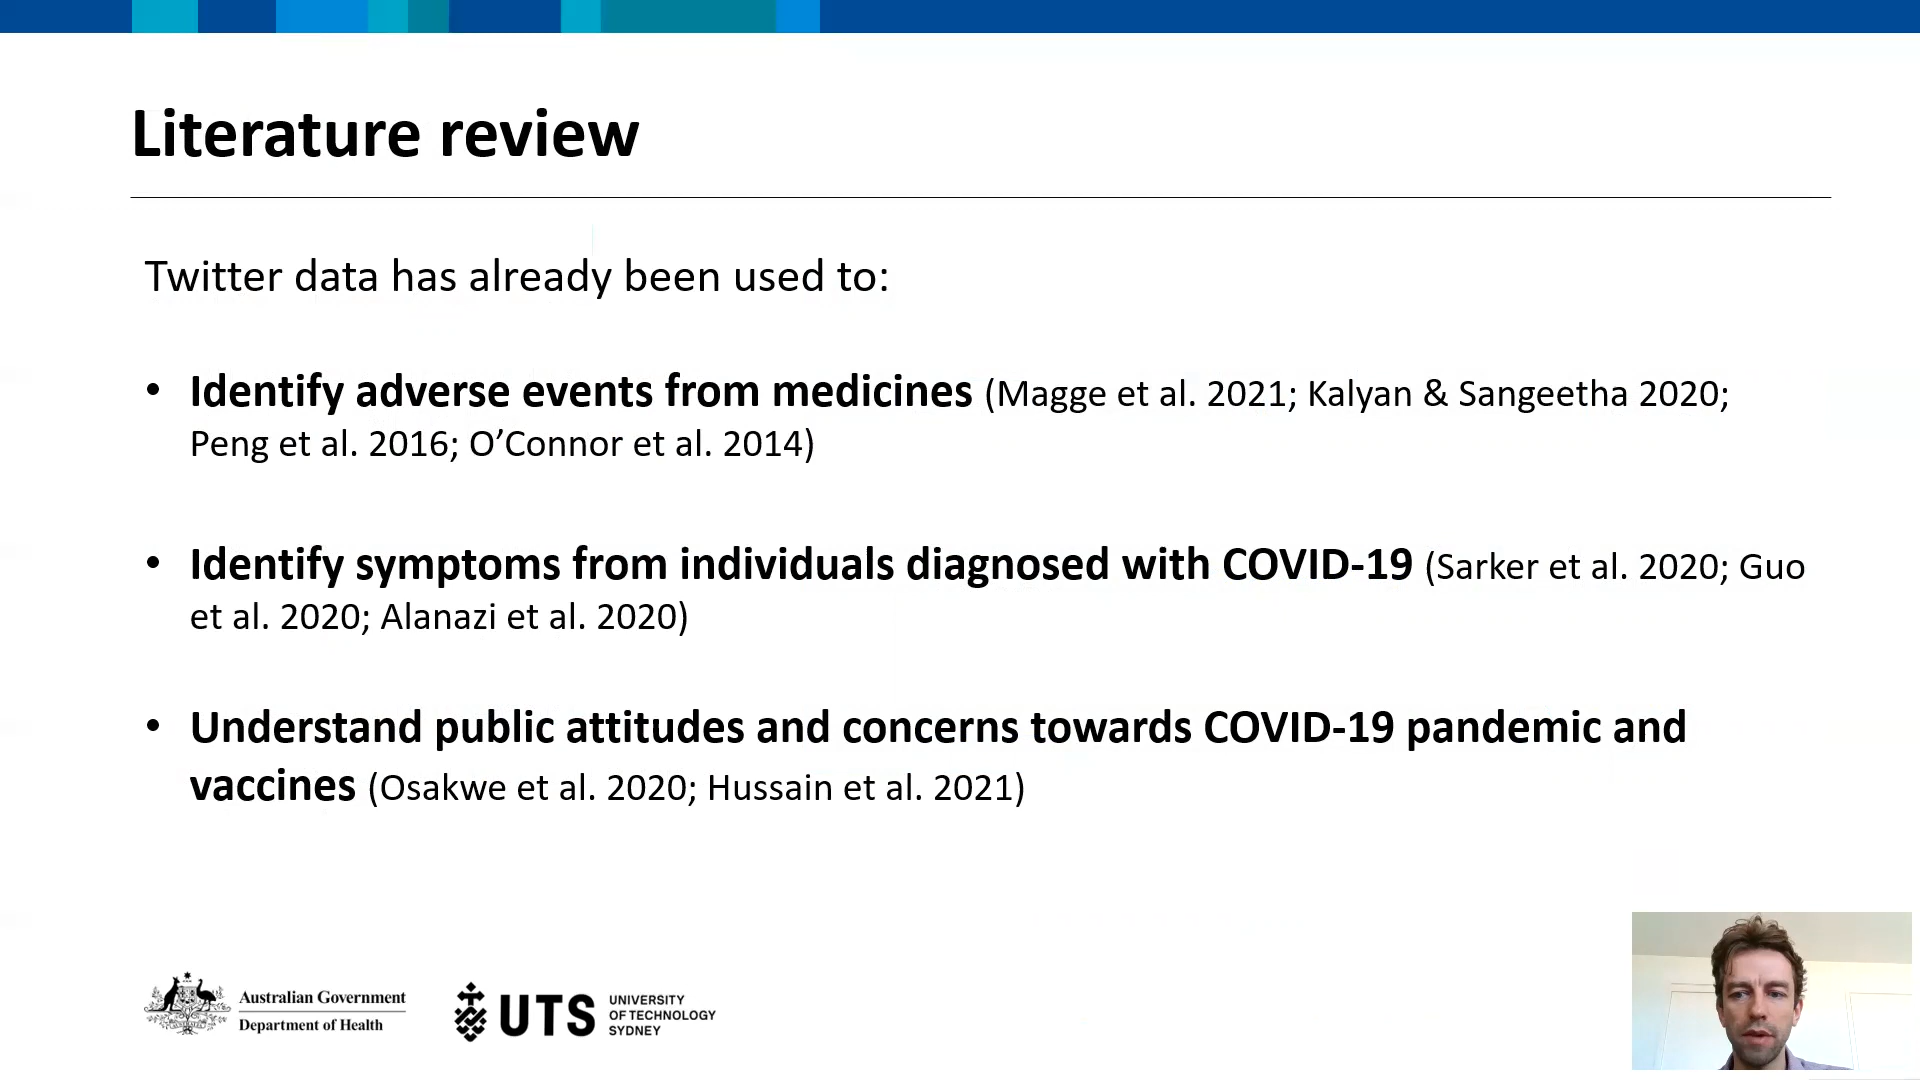 Literature review
Twitter data has already been used to:
• Identify adverse events from medicines (Magge et al. 2021; Kalyan & Sangeetha 2020;
Peng et al. 2016; O’Connor et al. 2014)
• Identify symptoms from individuals diagnosed with COVID-19 (Sarker et al. 2020; Guo
et al. 2020; Alanazi et al. 2020)
• Understand public attitudes and concerns towards COVID-19 pandemic and
vaccines (Osakwe et al. 2020; Hussain et al. 2021)
Australian Government
Department of Health
UTS
UNIVERSITY
OF TECHNOLOGY
SYDNEY